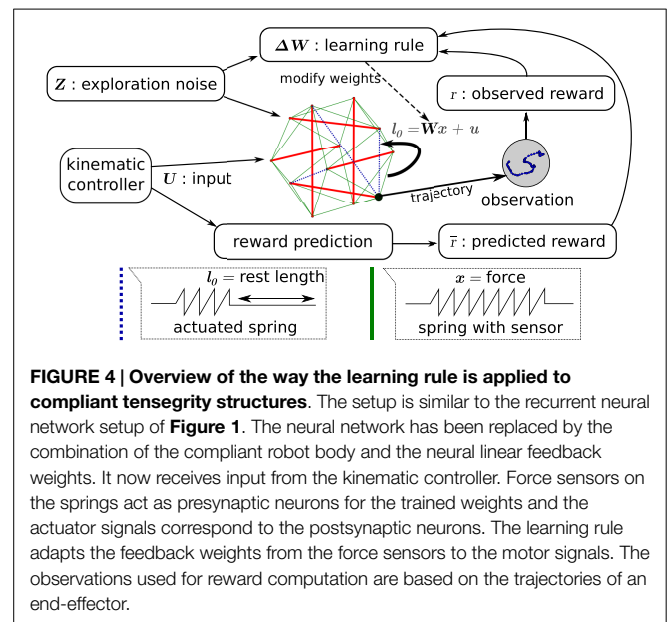 ΔW : learning rule
Z : exploration noise
modify weights
r : observed reward
l₀ = Wx + u
kinematic
controller
U : input
trajectory
observation
reward prediction
r̅ : predicted reward
l₀ = rest length
actuated spring
x = force
spring with sensor
FIGURE 4 | Overview of the way the learning rule is applied to
compliant tensegrity structures. The setup is similar to the recurrent neural
network setup of Figure 1. The neural network has been replaced by the
combination of the compliant robot body and the neural linear feedback
weights. It now receives input from the kinematic controller. Force sensors on
the springs act as presynaptic neurons for the trained weights and the
actuator signals correspond to the postsynaptic neurons. The learning rule
adapts the feedback weights from the force sensors to the motor signals. The
observations used for reward computation are based on the trajectories of an
end-effector.